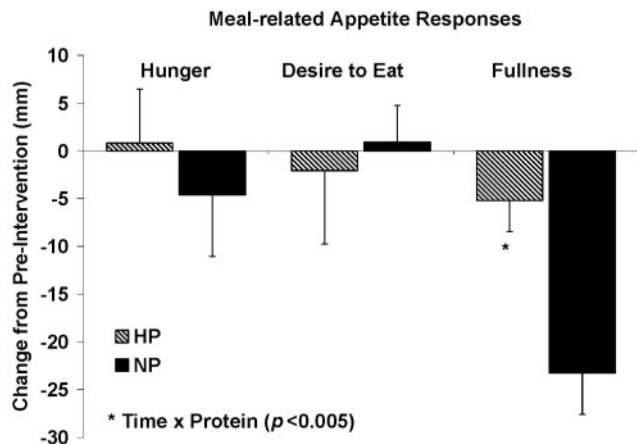 Meal-related Appetite Responses
Change from Pre-Intervention (mm)
10
5
0
-5
-10
-15
-20
-25
-30
Hunger
Desire to Eat
Fullness
*
HP
NP
* Time x Protein (p<0.005)